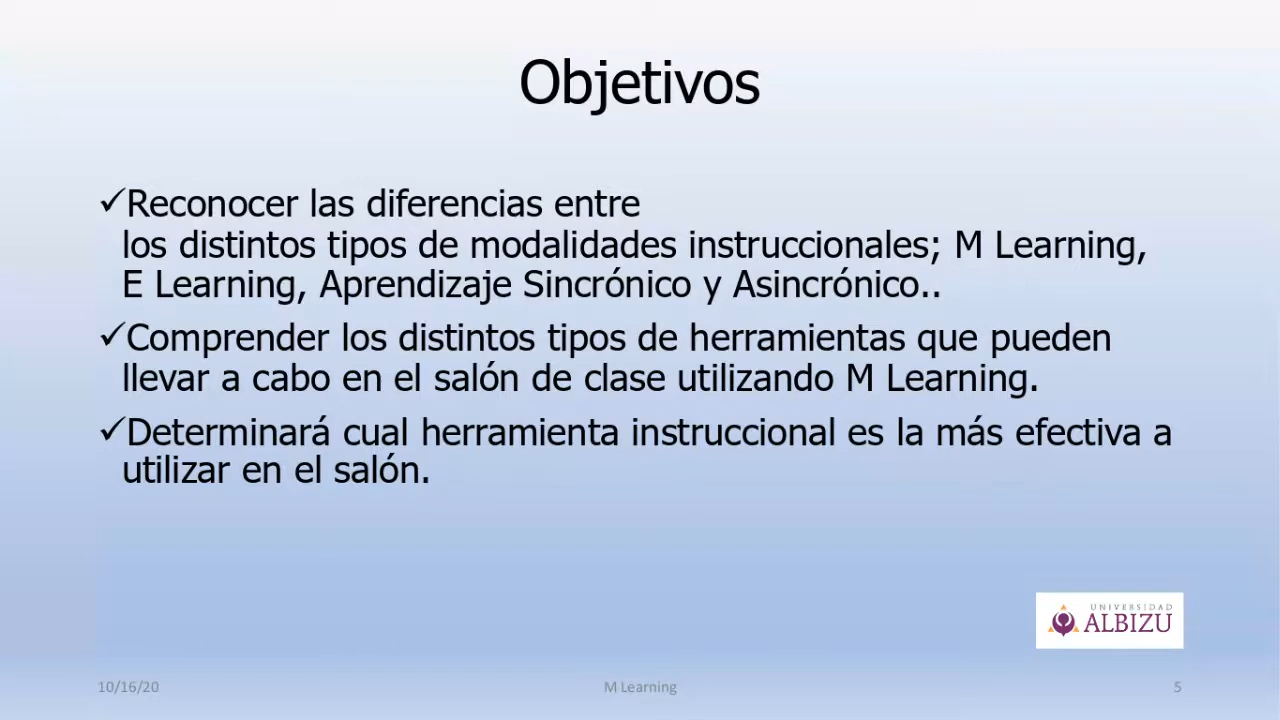 Objetivos
✓Reconocer las diferencias entre
los distintos tipos de modalidades instruccionales; M Learning,
E Learning, Aprendizaje Sincrónico y Asincrónico..
✓Comprender los distintos tipos de herramientas que pueden
llevar a cabo en el salón de clase utilizando M Learning.
✓Determinará cual herramienta instruccional es la más efectiva a
utilizar en el salón.
UNIVERSIDAD
ALBIZU
10/16/20
M Learning
5